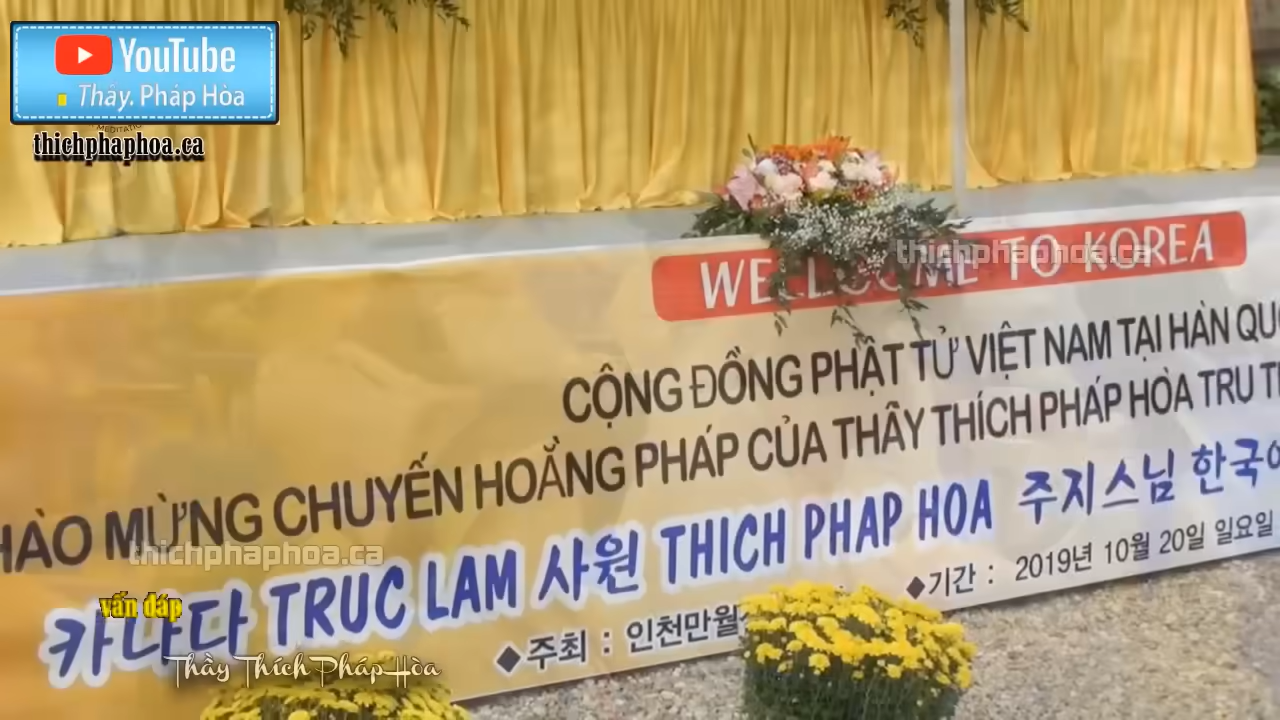 YouTube
Thầy. Pháp Hòa
MEDITATIO
thichphaphoa.ca
WELCOME TO KOREA
thichphaphoa.ca
CỘNG ĐỒNG PHẬT TỬ VIỆT NAM TẠI HÀN QU
HÀO MỪNG CHUYẾN HOẰNG PHÁP CỦA THẦY THÍCH PHÁP HÒA TRU T
카나다 TRUC LAM 사원 THICH PHAP HOA 주지스님 한국
thichphaphoa.ca
◆주최 : 인천만월
◆기간 : 2019년 10월 20일 일요일
vấn đáp
Thầy Thích Pháp Hòa